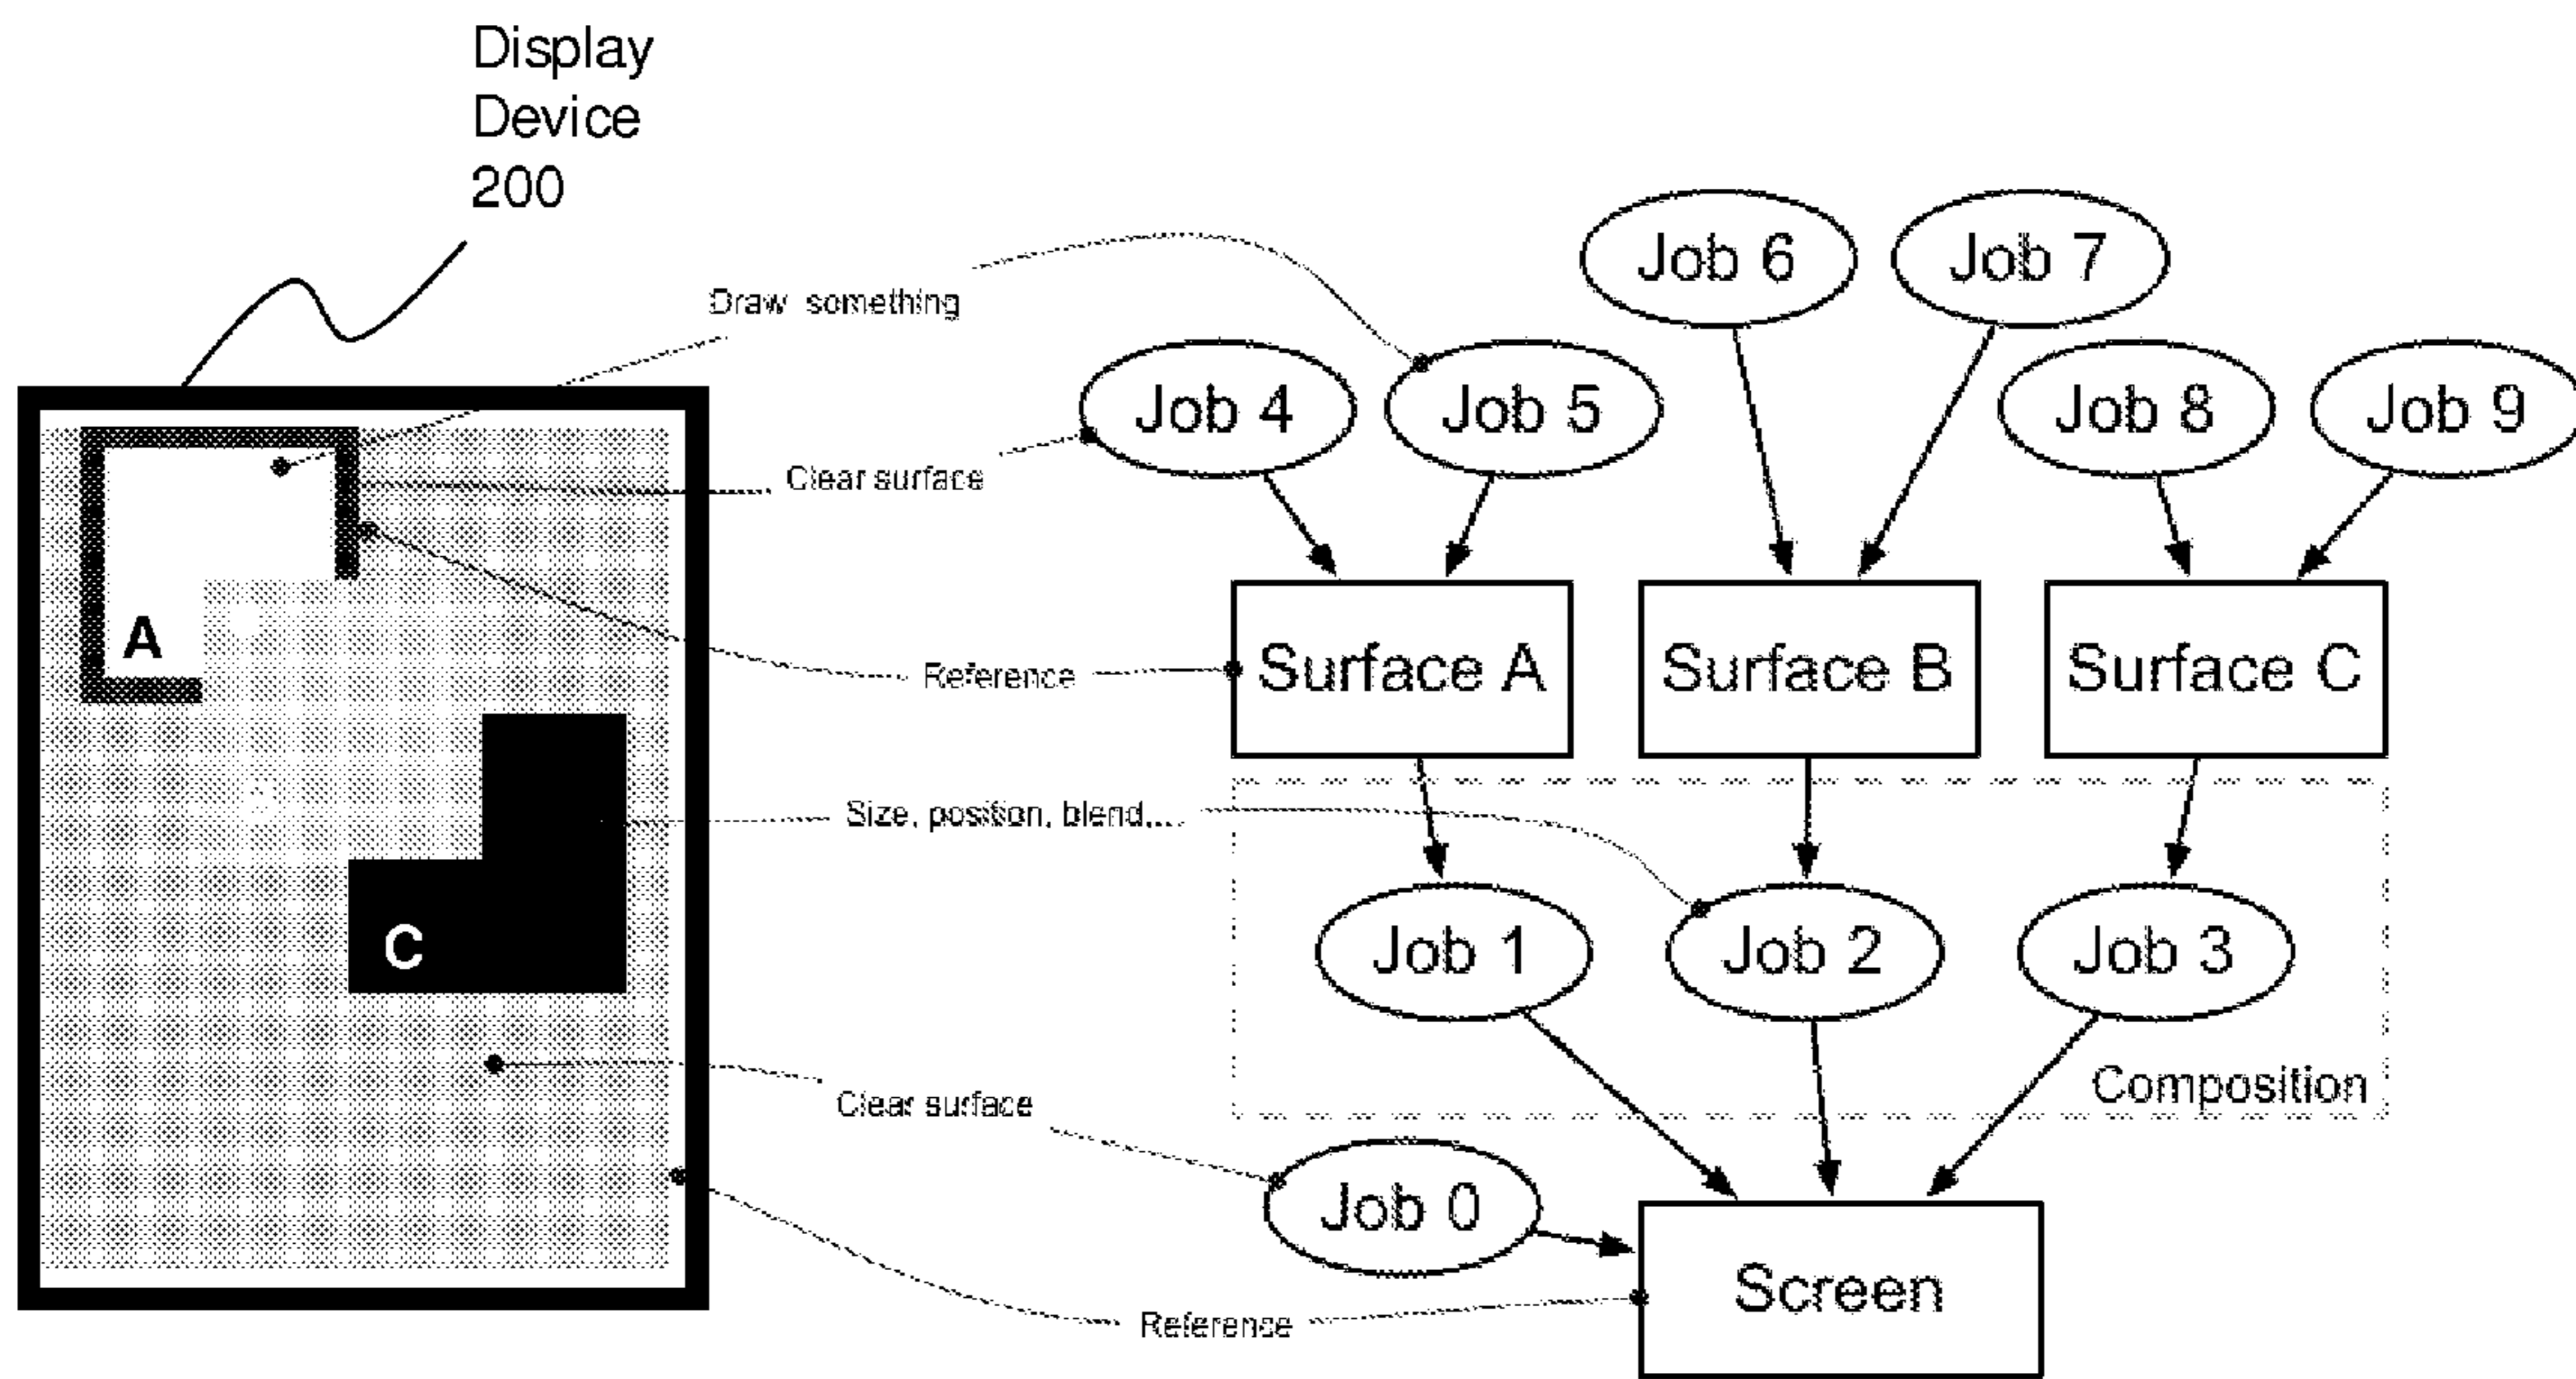 Display
Device
200
Draw something
Job 6
Job 7
Job 4
Job 5
Job 8
Job 9
Clear surface
A
Reference
Surface A
Surface B
Surface C
Size, position, blend,...
C
Job 1
Job 2
Job 3
Composition
Clear surface
Job 0
Screen
Reference